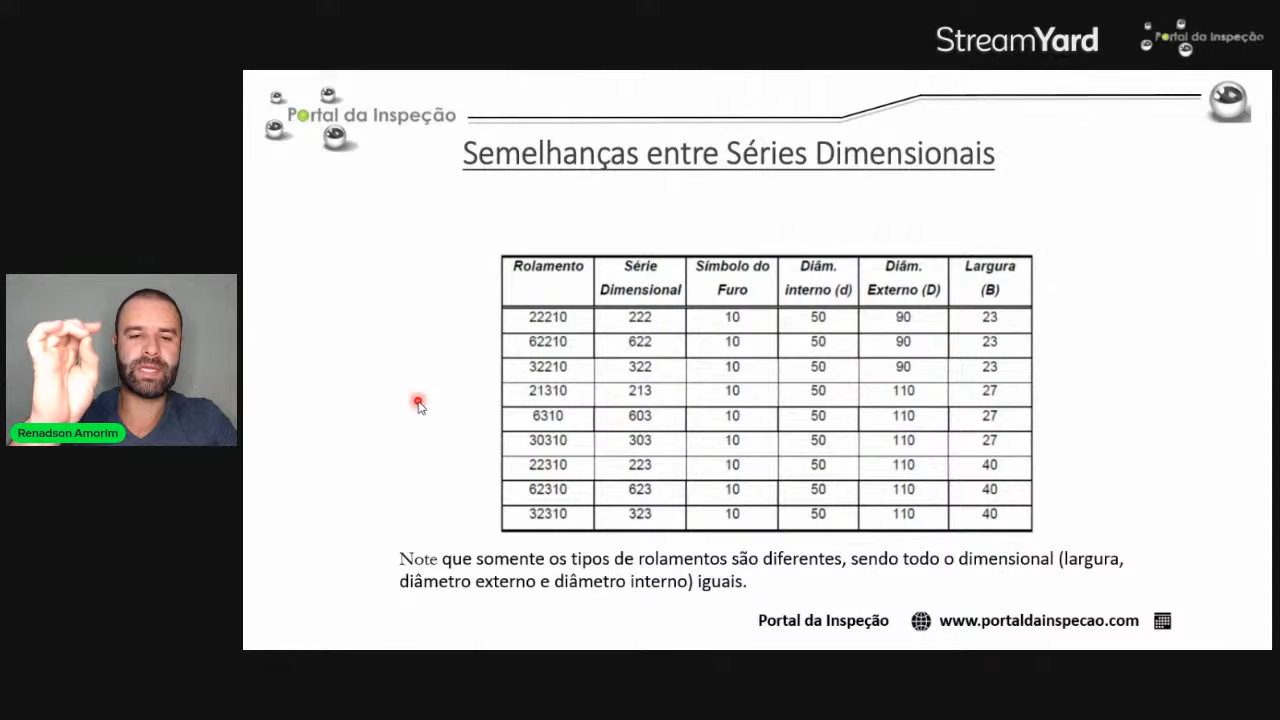 StreamYard
Portal da Inspeção
Portal da Inspeção
Semelhanças entre Séries Dimensionais
Rolamento Série Dimensional Símbolo do Furo Diâm. interno (d) Diâm. Externo (D) Largura (B)
22210 222 10 50 90 23
62210 622 10 50 90 23
32210 322 10 50 90 23
21310 213 10 50 110 27
6310 603 10 50 110 27
30310 303 10 50 110 27
22310 223 10 50 110 40
62310 623 10 50 110 40
32310 323 10 50 110 40
Renadson Amorim
Note que somente os tipos de rolamentos são diferentes, sendo todo o dimensional (largura,
diâmetro externo e diâmetro interno) iguais.
Portal da Inspeção www.portaldainspecao.com